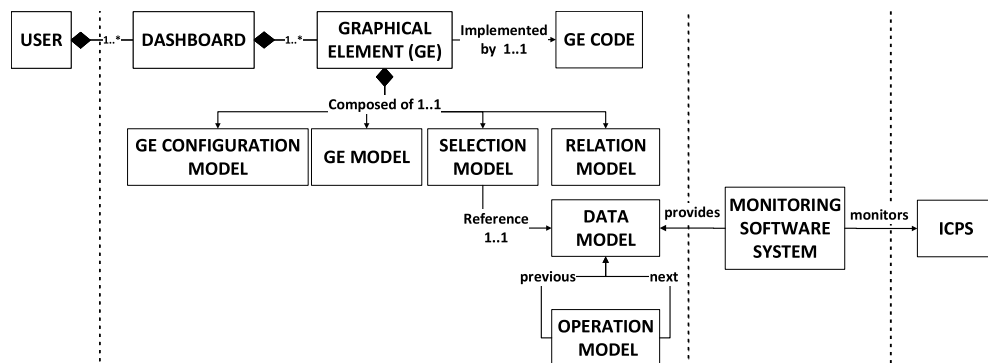 USER
1..*
DASHBOARD
1..*
GRAPHICAL
ELEMENT (GE)
Implemented
by 1..1
GE CODE
Composed of 1..1
GE CONFIGURATION
MODEL
GE MODEL
SELECTION
MODEL
RELATION
MODEL
Reference
1..1
DATA
MODEL
provides
MONITORING
SOFTWARE
SYSTEM
monitors
ICPS
previous
next
OPERATION
MODEL